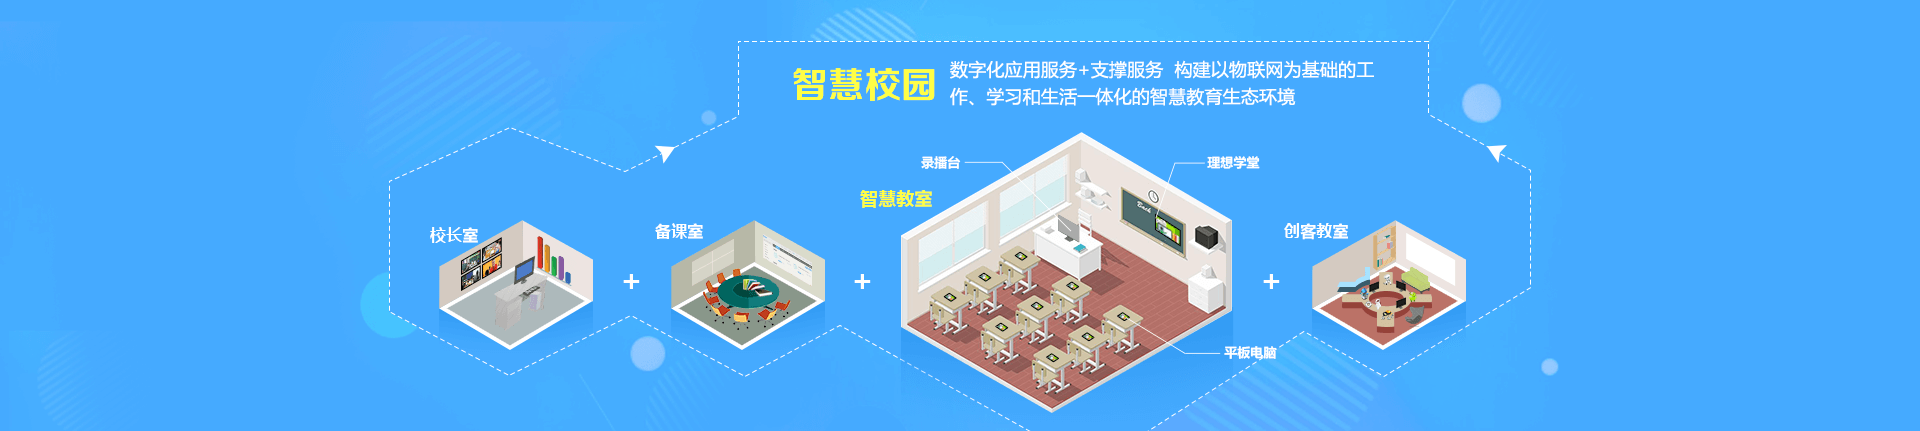 智慧校园
数字化应用服务+支撑服务 构建以物联网为基础的工
作、学习和生活一体化的智慧教育生态环境
录播台
理想学堂
智慧教室
校长室
备课室
创客教室
Back
平板电脑